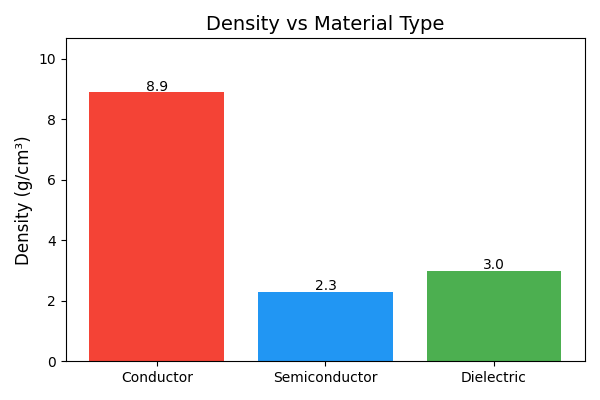 Density vs Material Type
Density (g/cm³)
10
8
6
4
2
0
8.9
2.3
3.0
Conductor
Semiconductor
Dielectric